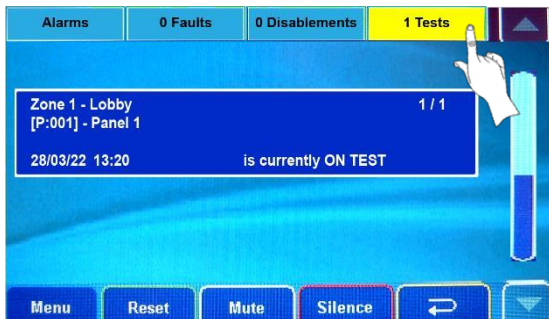 Alarms
0 Faults
0 Disablements
1 Tests
Zone 1 - Lobby 1 / 1
[P:001] - Panel 1
28/03/22 13:20 is currently ON TEST
Menu
Reset
Mute
Silence